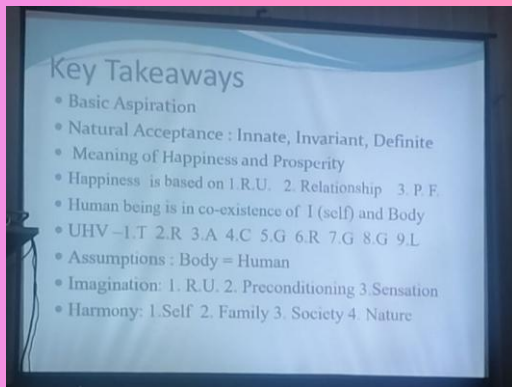 Key Takeaways
• Basic Aspiration
• Natural Acceptance : Innate, Invariant, Definite
• Meaning of Happiness and Prosperity
• Happiness is based on 1.R.U. 2. Relationship 3. P. F.
• Human being is in co-existence of I (self) and Body
• UHV –1.T 2.R 3.A 4.C 5.G 6.R 7.G 8.G 9.L
• Assumptions : Body = Human
• Imagination: 1. R.U. 2. Preconditioning 3.Sensation
• Harmony: 1.Self 2. Family 3. Society 4. Nature